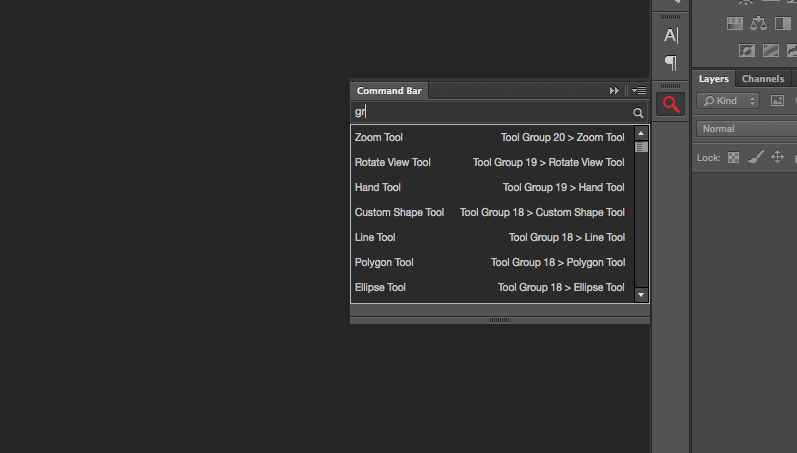 A|
¶
Layers
Channels
Kind
Normal
Lock:
Command Bar
gr
Zoom Tool Tool Group 20 > Zoom Tool
Rotate View Tool Tool Group 19 > Rotate View Tool
Hand Tool Tool Group 19 > Hand Tool
Custom Shape Tool Tool Group 18 > Custom Shape Tool
Line Tool Tool Group 18 > Line Tool
Polygon Tool Tool Group 18 > Polygon Tool
Ellipse Tool Tool Group 18 > Ellipse Tool